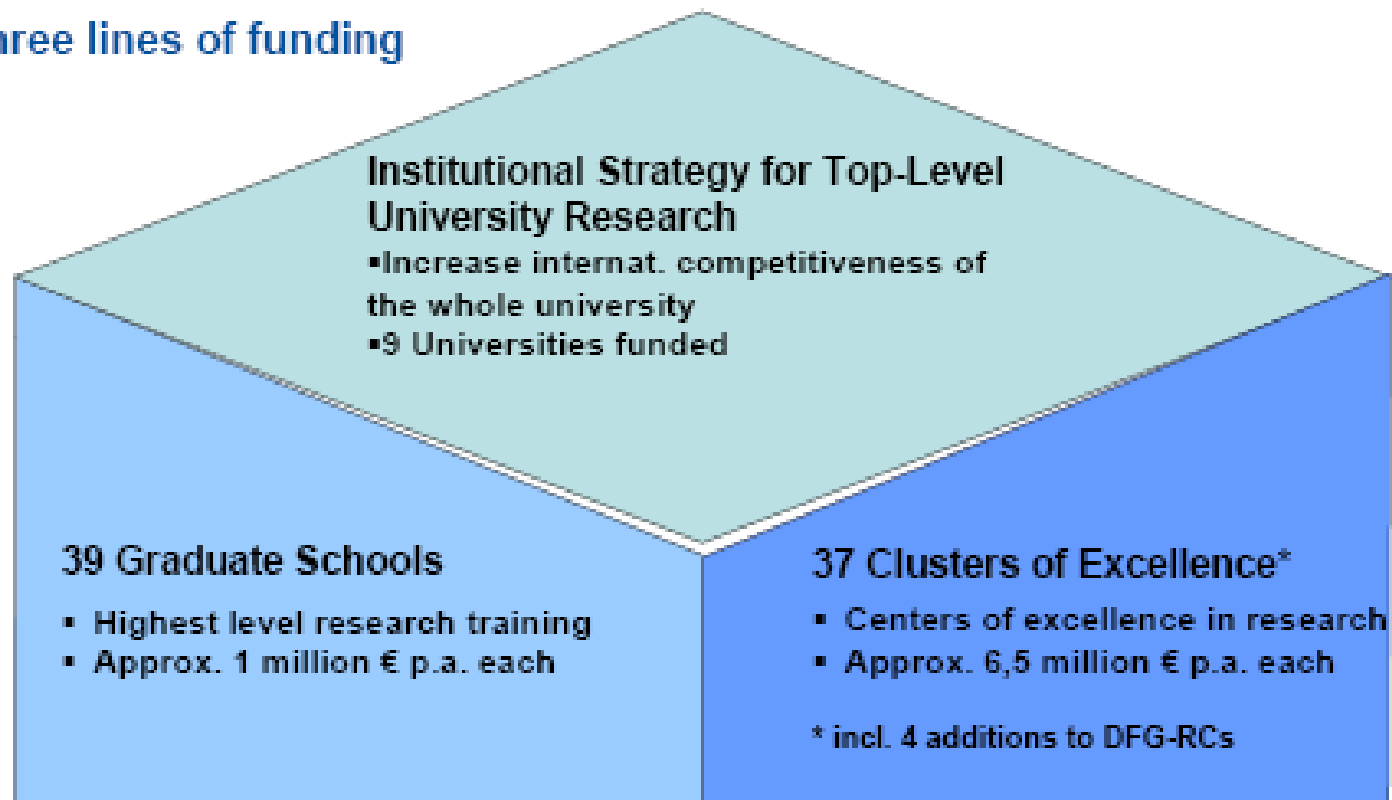 hree lines of funding
Institutional Strategy for Top-Level
University Research
▪Increase internat. competitiveness of
the whole university
▪9 Universities funded
39 Graduate Schools
▪ Highest level research training
▪ Approx. 1 million € p.a. each
37 Clusters of Excellence*
▪ Centers of excellence in research
▪ Approx. 6,5 million € p.a. each
* incl. 4 additions to DFG-RCs